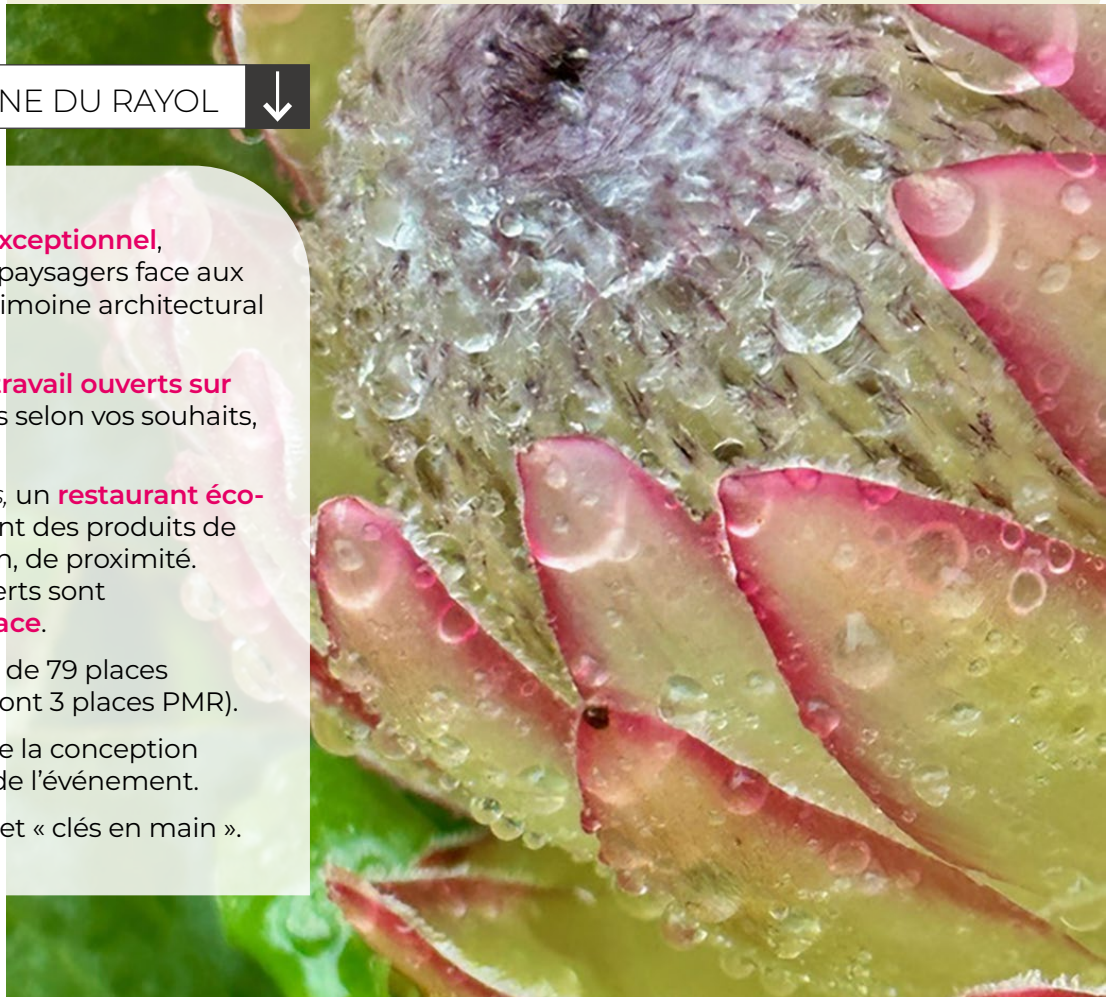 NE DU RAYOL
xceptionnel,
paysagers face aux
imoine architectural
ravail ouverts sur
s selon vos souhaits,
s, un restaurant éco-
nt des produits de
n, de proximité.
erts sont
ace.
de 79 places
ont 3 places PMR).
e la conception
de l’événement.
et « clés en main ».